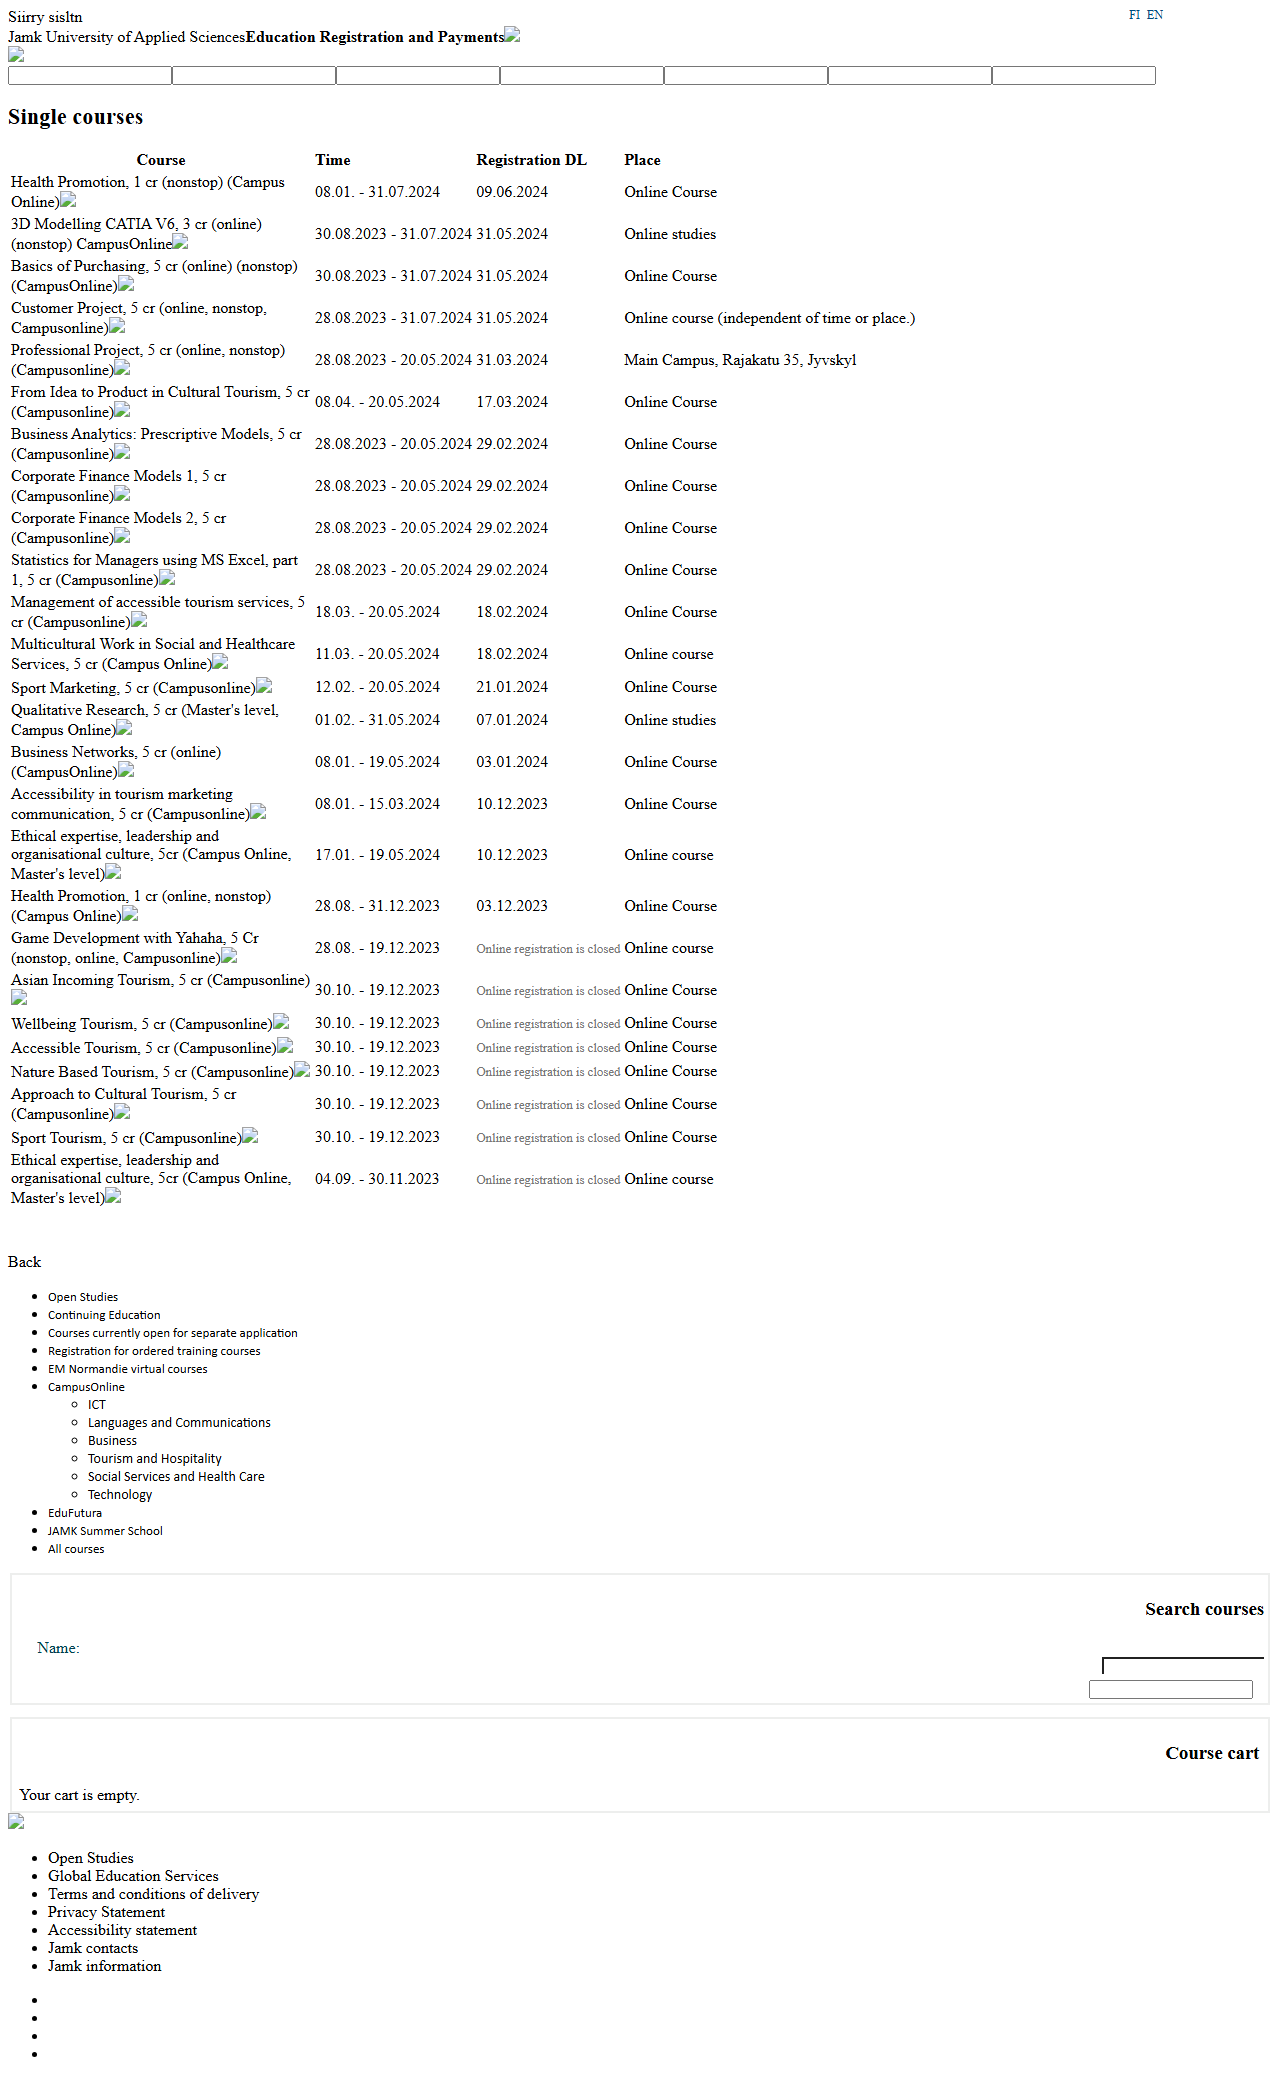 Siirry sisltn
FI EN
Jamk University of Applied SciencesEducation Registration and Payments
Single courses
Course Time Registration DL Place
Health Promotion, 1 cr (nonstop) (Campus
Online) 08.01. - 31.07.2024 09.06.2024 Online Course
3D Modelling CATIA V6, 3 cr (online)
(nonstop) CampusOnline 30.08.2023 - 31.07.2024 31.05.2024 Online studies
Basics of Purchasing, 5 cr (online) (nonstop)
(CampusOnline) 30.08.2023 - 31.07.2024 31.05.2024 Online Course
Customer Project, 5 cr (online, nonstop,
Campusonline) 28.08.2023 - 31.07.2024 31.05.2024 Online course (independent of time or place.)
Professional Project, 5 cr (online, nonstop)
(Campusonline) 28.08.2023 - 20.05.2024 31.03.2024 Main Campus, Rajakatu 35, Jyvskyl
From Idea to Product in Cultural Tourism, 5 cr
(Campusonline) 08.04. - 20.05.2024 17.03.2024 Online Course
Business Analytics: Prescriptive Models, 5 cr
(Campusonline) 28.08.2023 - 20.05.2024 29.02.2024 Online Course
Corporate Finance Models 1, 5 cr
(Campusonline) 28.08.2023 - 20.05.2024 29.02.2024 Online Course
Corporate Finance Models 2, 5 cr
(Campusonline) 28.08.2023 - 20.05.2024 29.02.2024 Online Course
Statistics for Managers using MS Excel, part
1, 5 cr (Campusonline) 28.08.2023 - 20.05.2024 29.02.2024 Online Course
Management of accessible tourism services, 5
cr (Campusonline) 18.03. - 20.05.2024 18.02.2024 Online Course
Multicultural Work in Social and Healthcare
Services, 5 cr (Campus Online) 11.03. - 20.05.2024 18.02.2024 Online course
Sport Marketing, 5 cr (Campusonline) 12.02. - 20.05.2024 21.01.2024 Online Course
Qualitative Research, 5 cr (Master's level,
Campus Online) 01.02. - 31.05.2024 07.01.2024 Online studies
Business Networks, 5 cr (online)
(CampusOnline) 08.01. - 19.05.2024 03.01.2024 Online Course
Accessibility in tourism marketing
communication, 5 cr (Campusonline) 08.01. - 15.03.2024 10.12.2023 Online Course
Ethical expertise, leadership and
organisational culture, 5cr (Campus Online, 17.01. - 19.05.2024 10.12.2023 Online course
Master's level)
Health Promotion, 1 cr (online, nonstop)
(Campus Online) 28.08. - 31.12.2023 03.12.2023 Online Course
Game Development with Yahaha, 5 Cr
(nonstop, online, Campusonline) 28.08. - 19.12.2023 Online registration is closed Online course
Asian Incoming Tourism, 5 cr (Campusonline) 30.10. - 19.12.2023 Online registration is closed Online Course
Wellbeing Tourism, 5 cr (Campusonline) 30.10. - 19.12.2023 Online registration is closed Online Course
Accessible Tourism, 5 cr (Campusonline) 30.10. - 19.12.2023 Online registration is closed Online Course
Nature Based Tourism, 5 cr (Campusonline) 30.10. - 19.12.2023 Online registration is closed Online Course
Approach to Cultural Tourism, 5 cr
(Campusonline) 30.10. - 19.12.2023 Online registration is closed Online Course
Sport Tourism, 5 cr (Campusonline) 30.10. - 19.12.2023 Online registration is closed Online Course
Ethical expertise, leadership and
organisational culture, 5cr (Campus Online, 04.09. - 30.11.2023 Online registration is closed Online course
Master's level)
Back
Open Studies
Continuing Education
Courses currently open for separate application
Registration for ordered training courses
EM Normandie virtual courses
CampusOnline
ICT
Languages and Communications
Business
Tourism and Hospitality
Social Services and Health Care
Technology
EduFutura
JAMK Summer School
All courses
Search courses
Name:
Course cart
Your cart is empty.
Open Studies
Global Education Services
Terms and conditions of delivery
Privacy Statement
Accessibility statement
Jamk contacts
Jamk information